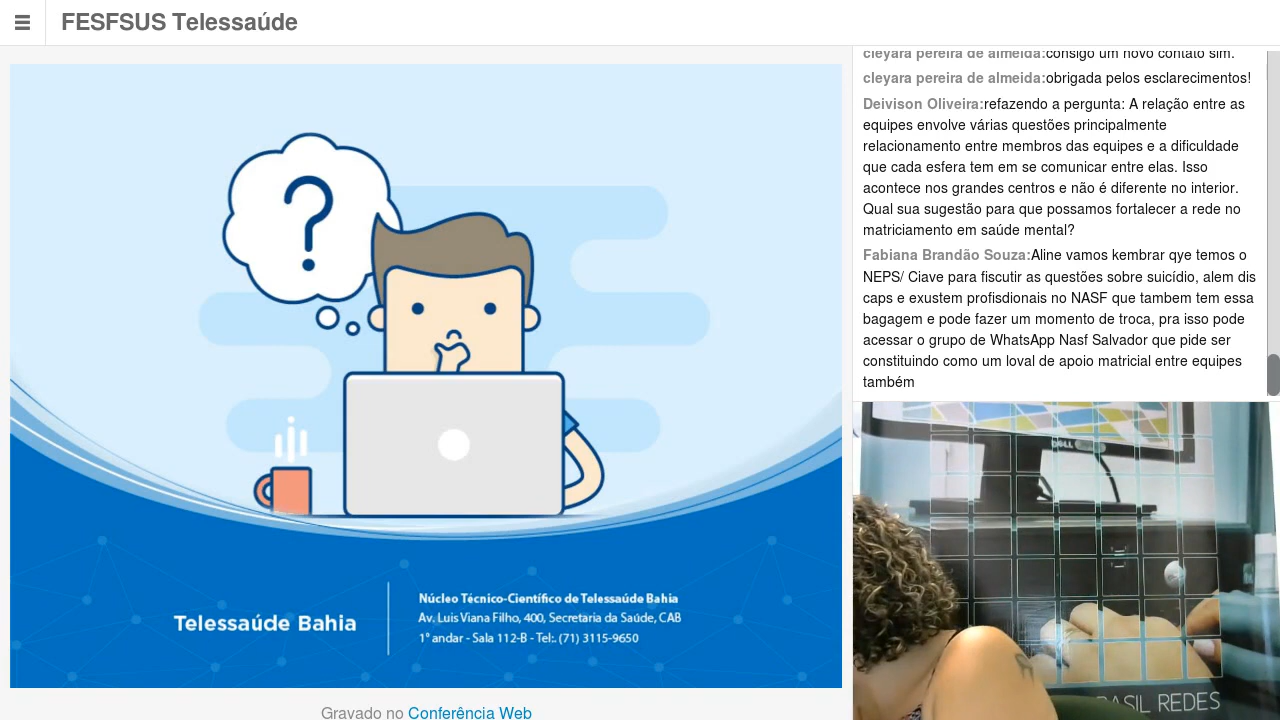 FESFSUS Telessaúde
?
Telessaúde Bahia
Núcleo Técnico-Científico de Telessaúde Bahia
Av. Luis Viana Filho, 400, Secretaria da Saúde, CAB
1º andar - Sala 112-B - Tel:. (71) 3115-9650
Gravado no Conferência Web
cleyara pereira de almeida:consigo um novo contato sim.
cleyara pereira de almeida:obrigada pelos esclarecimentos!
Deivison Oliveira:refazendo a pergunta: A relação entre as
equipes envolve várias questões principalmente
relacionamento entre membros das equipes e a dificuldade
que cada esfera tem em se comunicar entre elas. Isso
acontece nos grandes centros e não é diferente no interior.
Qual sua sugestão para que possamos fortalecer a rede no
matriciamento em saúde mental?
Fabiana Brandão Souza:Aline vamos kembrar qye temos o
NEPS/ Ciave para fiscutir as questões sobre suicídio, alem dis
caps e exustem profisdionais no NASF que tambem tem essa
bagagem e pode fazer um momento de troca, pra isso pode
acessar o grupo de WhatsApp Nasf Salvador que pide ser
constituindo como um loval de apoio matricial entre equipes
também
DELL
BRASIL REDES